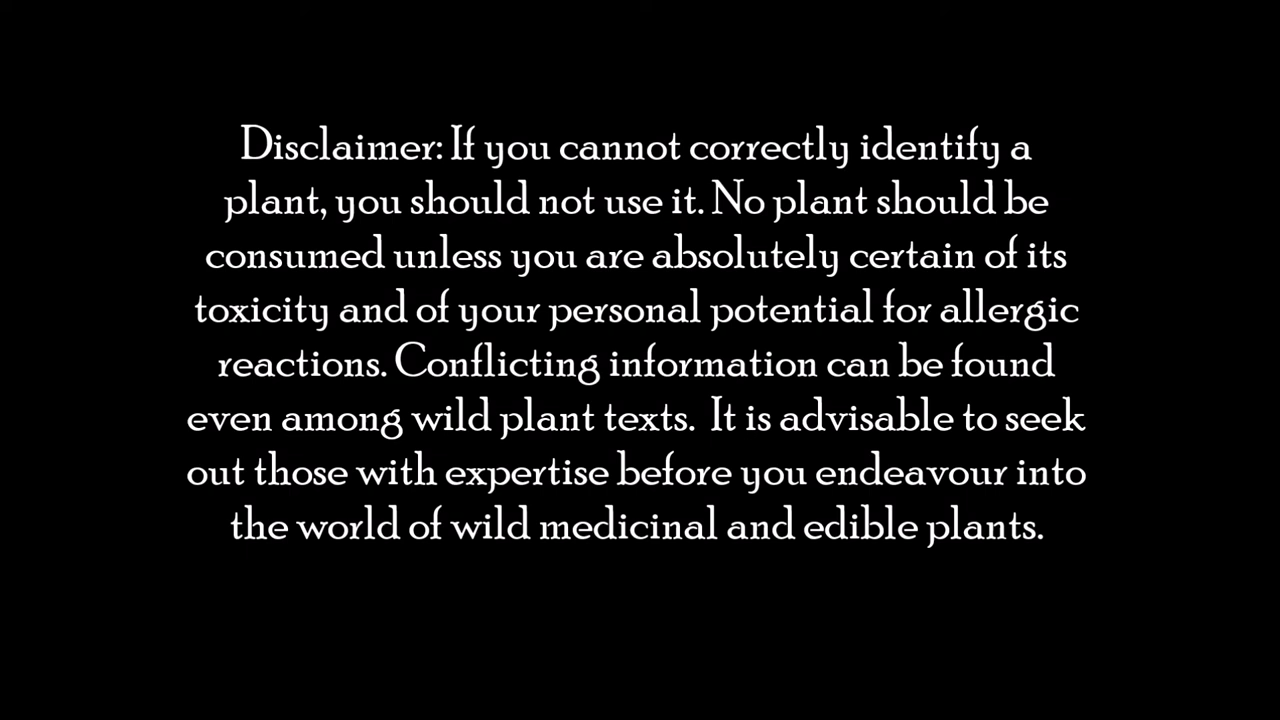 Disclaimer: If you cannot correctly identify a
plant, you should not use it. No plant should be
consumed unless you are absolutely certain of its
toxicity and of your personal potential for allergic
reactions. Conflicting information can be found
even among wild plant texts.  It is advisable to seek
out those with expertise before you endeavour into
the world of wild medicinal and edible plants.